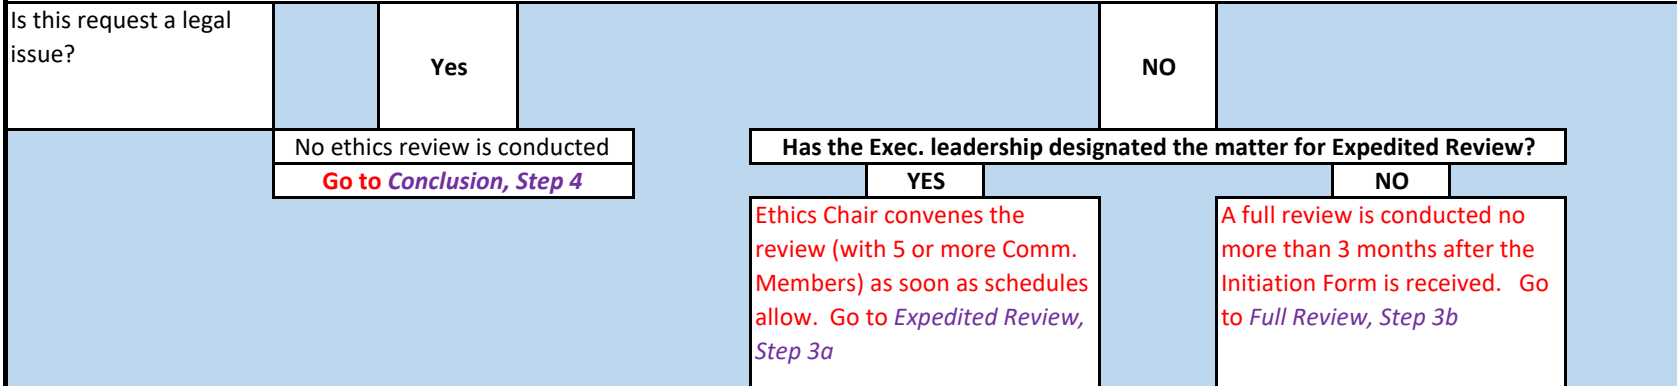 Is this request a legal
issue?
Yes
NO
No ethics review is conducted
Go to Conclusion, Step 4
Has the Exec. leadership designated the matter for Expedited Review?
YES
NO
Ethics Chair convenes the
review (with 5 or more Comm.
Members) as soon as schedules
allow.  Go to Expedited Review,
Step 3a
A full review is conducted no
more than 3 months after the
Initiation Form is received.   Go
to Full Review, Step 3b